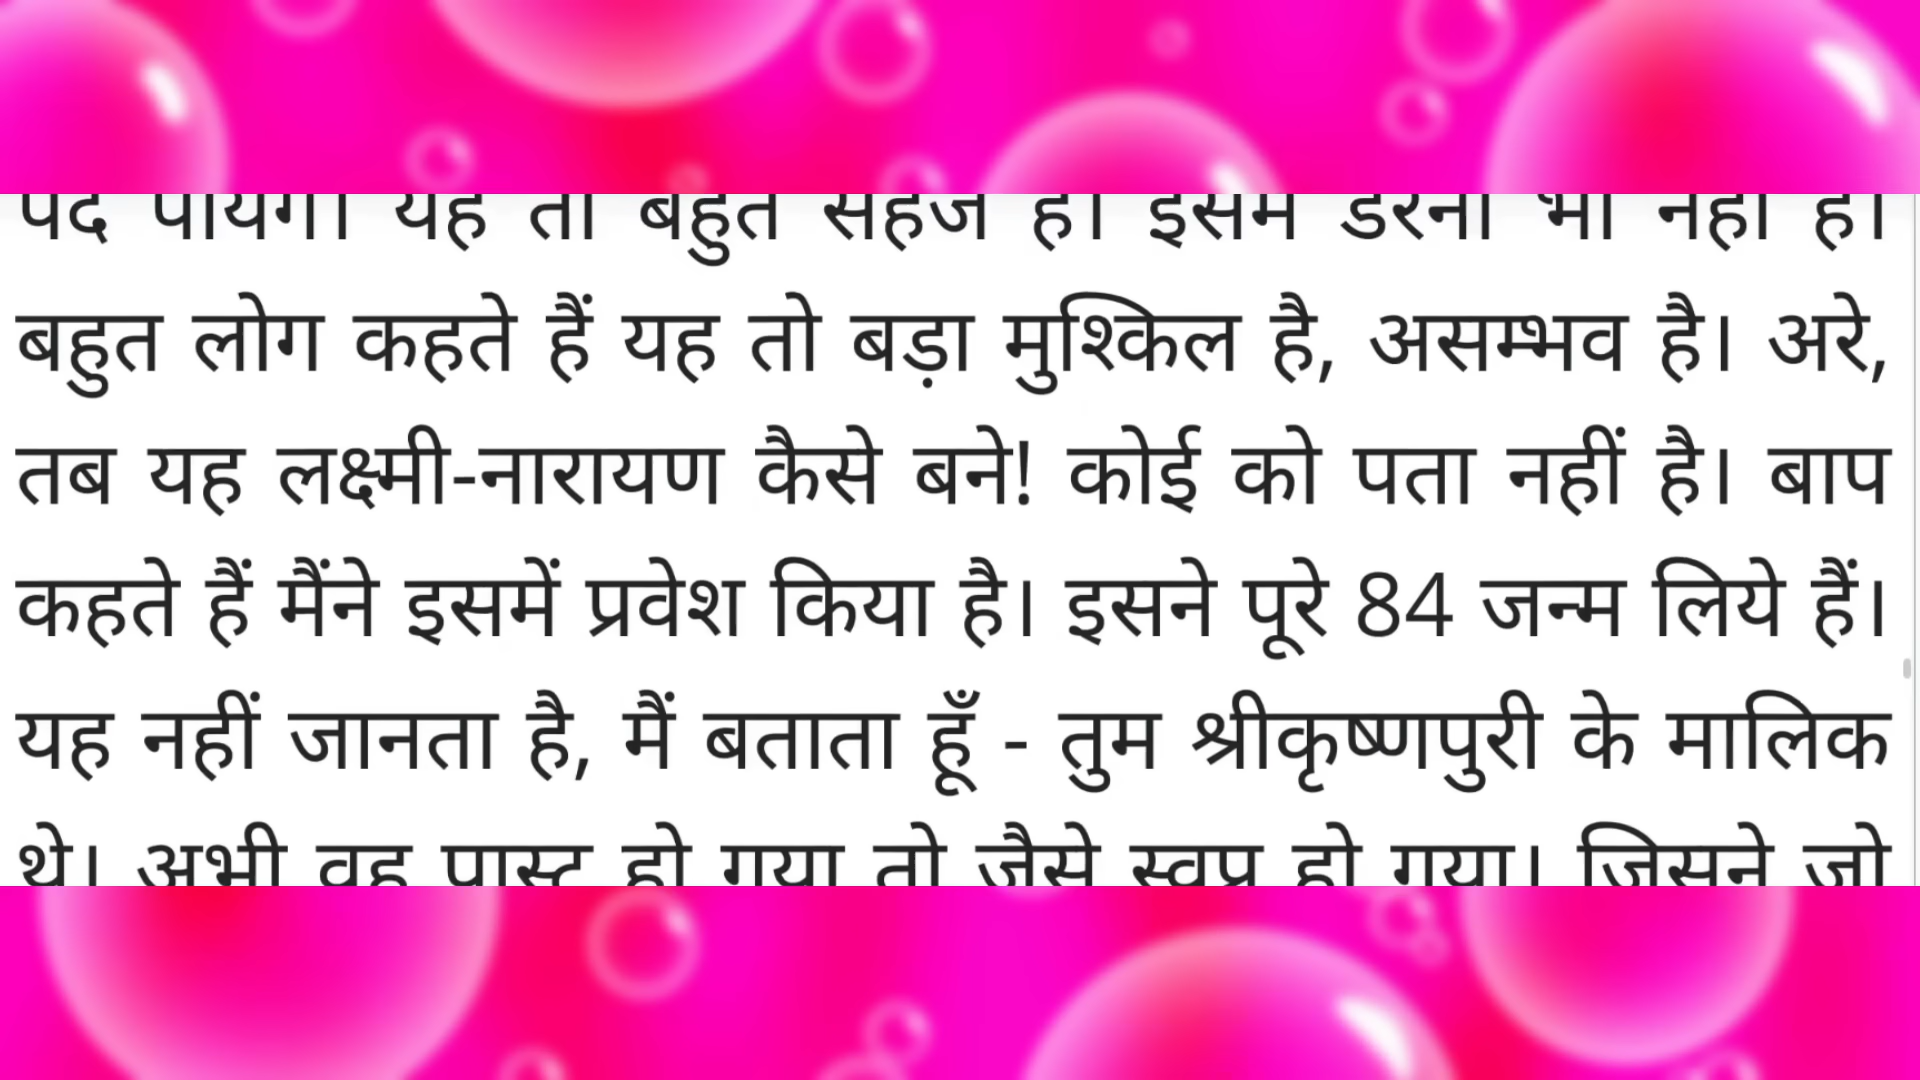 पद पायेंगे। यह तो बहुत सहज है। इसमें डरना भी नहीं है।
बहुत लोग कहते हैं यह तो बड़ा मुश्किल है, असम्भव है। अरे,
तब यह लक्ष्मी-नारायण कैसे बने! कोई को पता नहीं है। बाप
कहते हैं मैंने इसमें प्रवेश किया है। इसने पूरे 84 जन्म लिये हैं।
यह नहीं जानता है, मैं बताता हूँ - तुम श्रीकृष्णपुरी के मालिक
थे। अभी वह पास्ट हो गया तो जैसे स्वप्न हो गया। जिसने जो